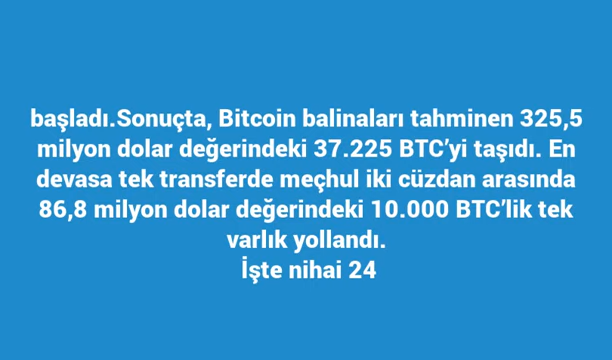 başladı.Sonuçta, Bitcoin balinaları tahminen 325,5
milyon dolar değerindeki 37.225 BTC’yi taşıdı. En
devasa tek transferde meçhul iki cüzdan arasında
86,8 milyon dolar değerindeki 10.000 BTC’lik tek
varlık yollandı.
İşte nihai 24